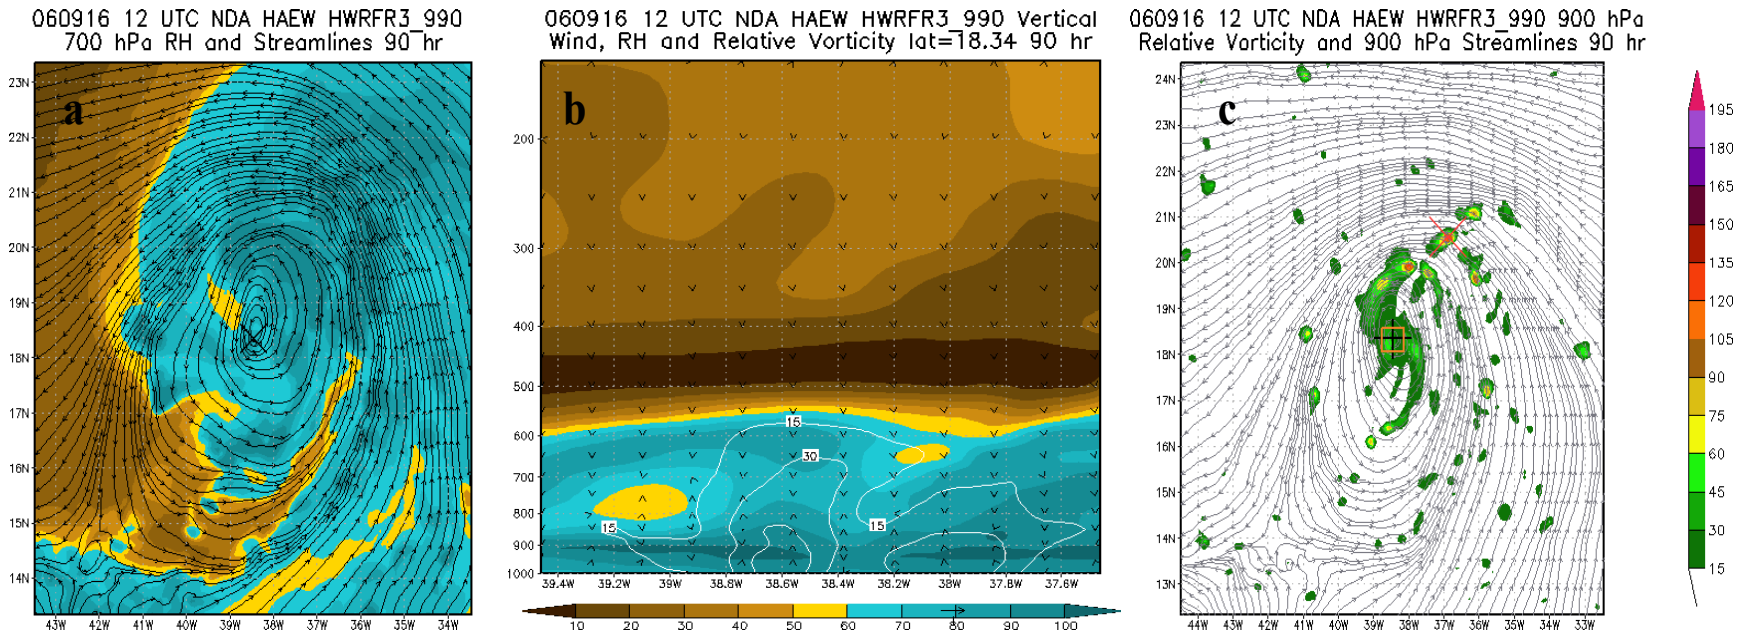 060916 12 UTC NDA HAEW HWRFR3_990
700 hPa RH and Streamlines 90 hr
a
23N
22N
21N
20N
19N
18N
17N
16N
15N
14N
43W 42W 41W 40W 39W 38W 37W 36W 35W 34W
060916 12 UTC NDA HAEW HWRFR3_990 Vertical
Wind, RH and Relative Vorticity lat=18.34 90 hr
b
200
300
400
500
600
700
800
900
1000
15
30
15
15
39.4W 39.2W 39W 38.8W 38.6W 38.4W 38.2W 38W 37.8W 37.6W
10 20 30 40 50 60 70 80 90 100
060916 12 UTC NDA HAEW HWRFR3_990 900 hPa
Relative Vorticity and 900 hPa Streamlines 90 hr
c
24N
23N
22N
21N
20N
19N
18N
17N
16N
15N
14N
13N
44W 43W 42W 41W 40W 39W 38W 37W 36W 35W 34W 33W
195
180
165
150
135
120
105
90
75
60
45
30
15